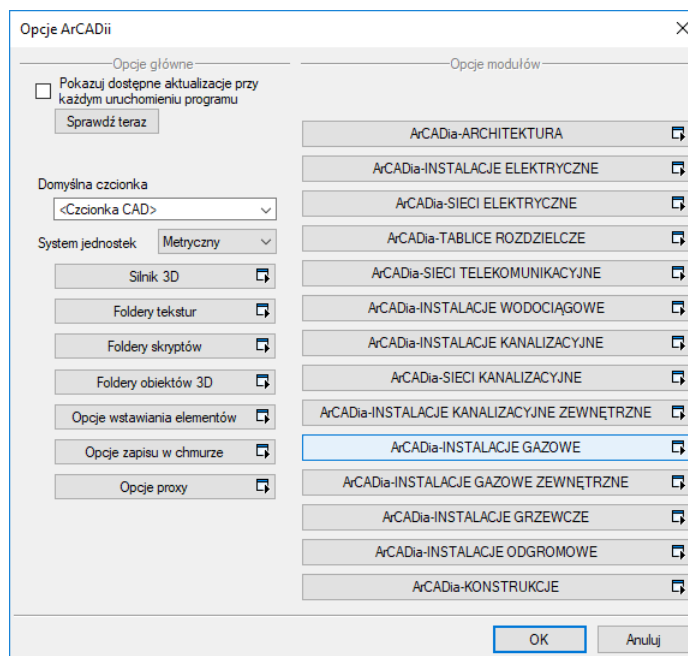 Opcje ArCADii
Opcje główne
Pokazuj dostępne aktualizacje przy
każdym uruchomieniu programu
Sprawdź teraz
Domyślna czcionka
<Czcionka CAD>
System jednostek
Metryczny
Silnik 3D
Foldery tekstur
Foldery skryptów
Foldery obiektów 3D
Opcje wstawiania elementów
Opcje zapisu w chmurze
Opcje proxy
Opcje modułów
ArCADia-ARCHITEKTURA
ArCADia-INSTALACJE ELEKTRYCZNE
ArCADia-SIECI ELEKTRYCZNE
ArCADia-TABLICE ROZDZIELCZE
ArCADia-SIECI TELEKOMUNIKACYJNE
ArCADia-INSTALACJE WODOCIĄGOWE
ArCADia-INSTALACJE KANALIZACYJNE
ArCADia-SIECI KANALIZACYJNE
ArCADia-INSTALACJE KANALIZACYJNE ZEWNĘTRZNE
ArCADia-INSTALACJE GAZOWE
ArCADia-INSTALACJE GAZOWE ZEWNĘTRZNE
ArCADia-INSTALACJE GRZEWCZE
ArCADia-INSTALACJE ODGROMOWE
ArCADia-KONSTRUKCJE
OK
Anuluj